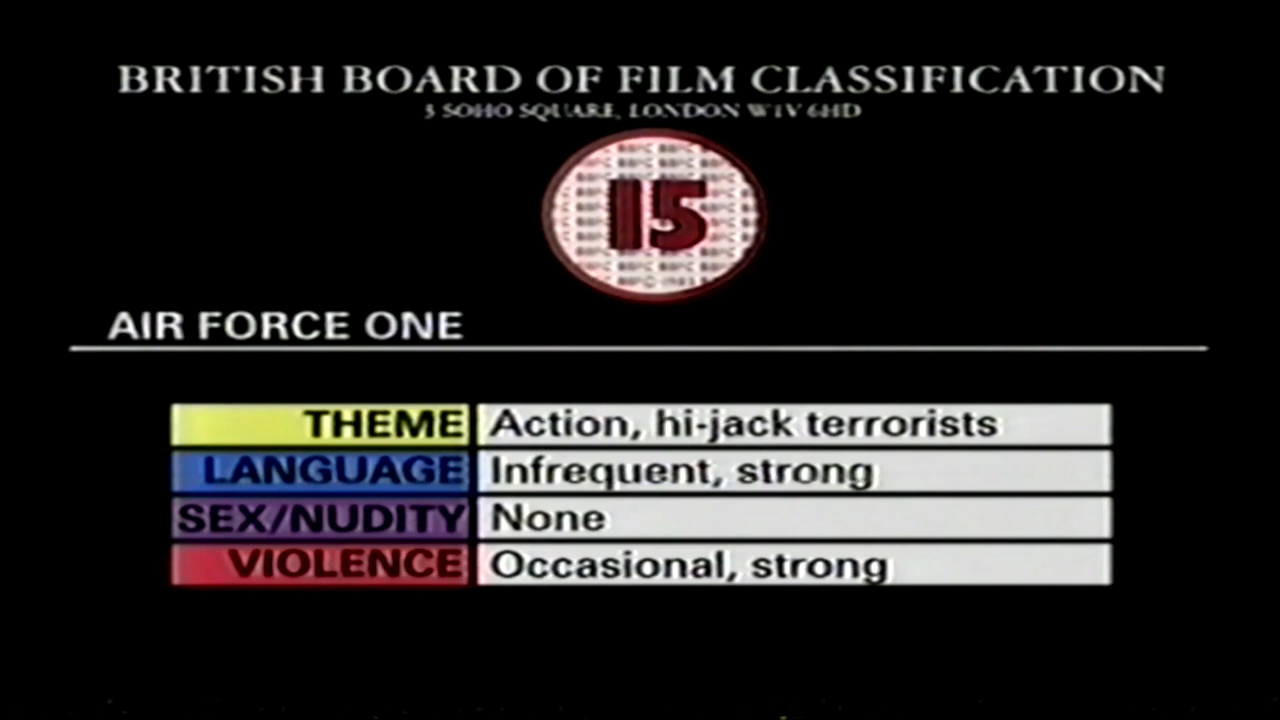 BRITISH BOARD OF FILM CLASSIFICATION
3 SOHO SQUARE, LONDON W1V 6HD
15
AIR FORCE ONE
THEME Action, hi-jack terrorists
LANGUAGE Infrequent, strong
SEX/NUDITY None
VIOLENCE Occasional, strong